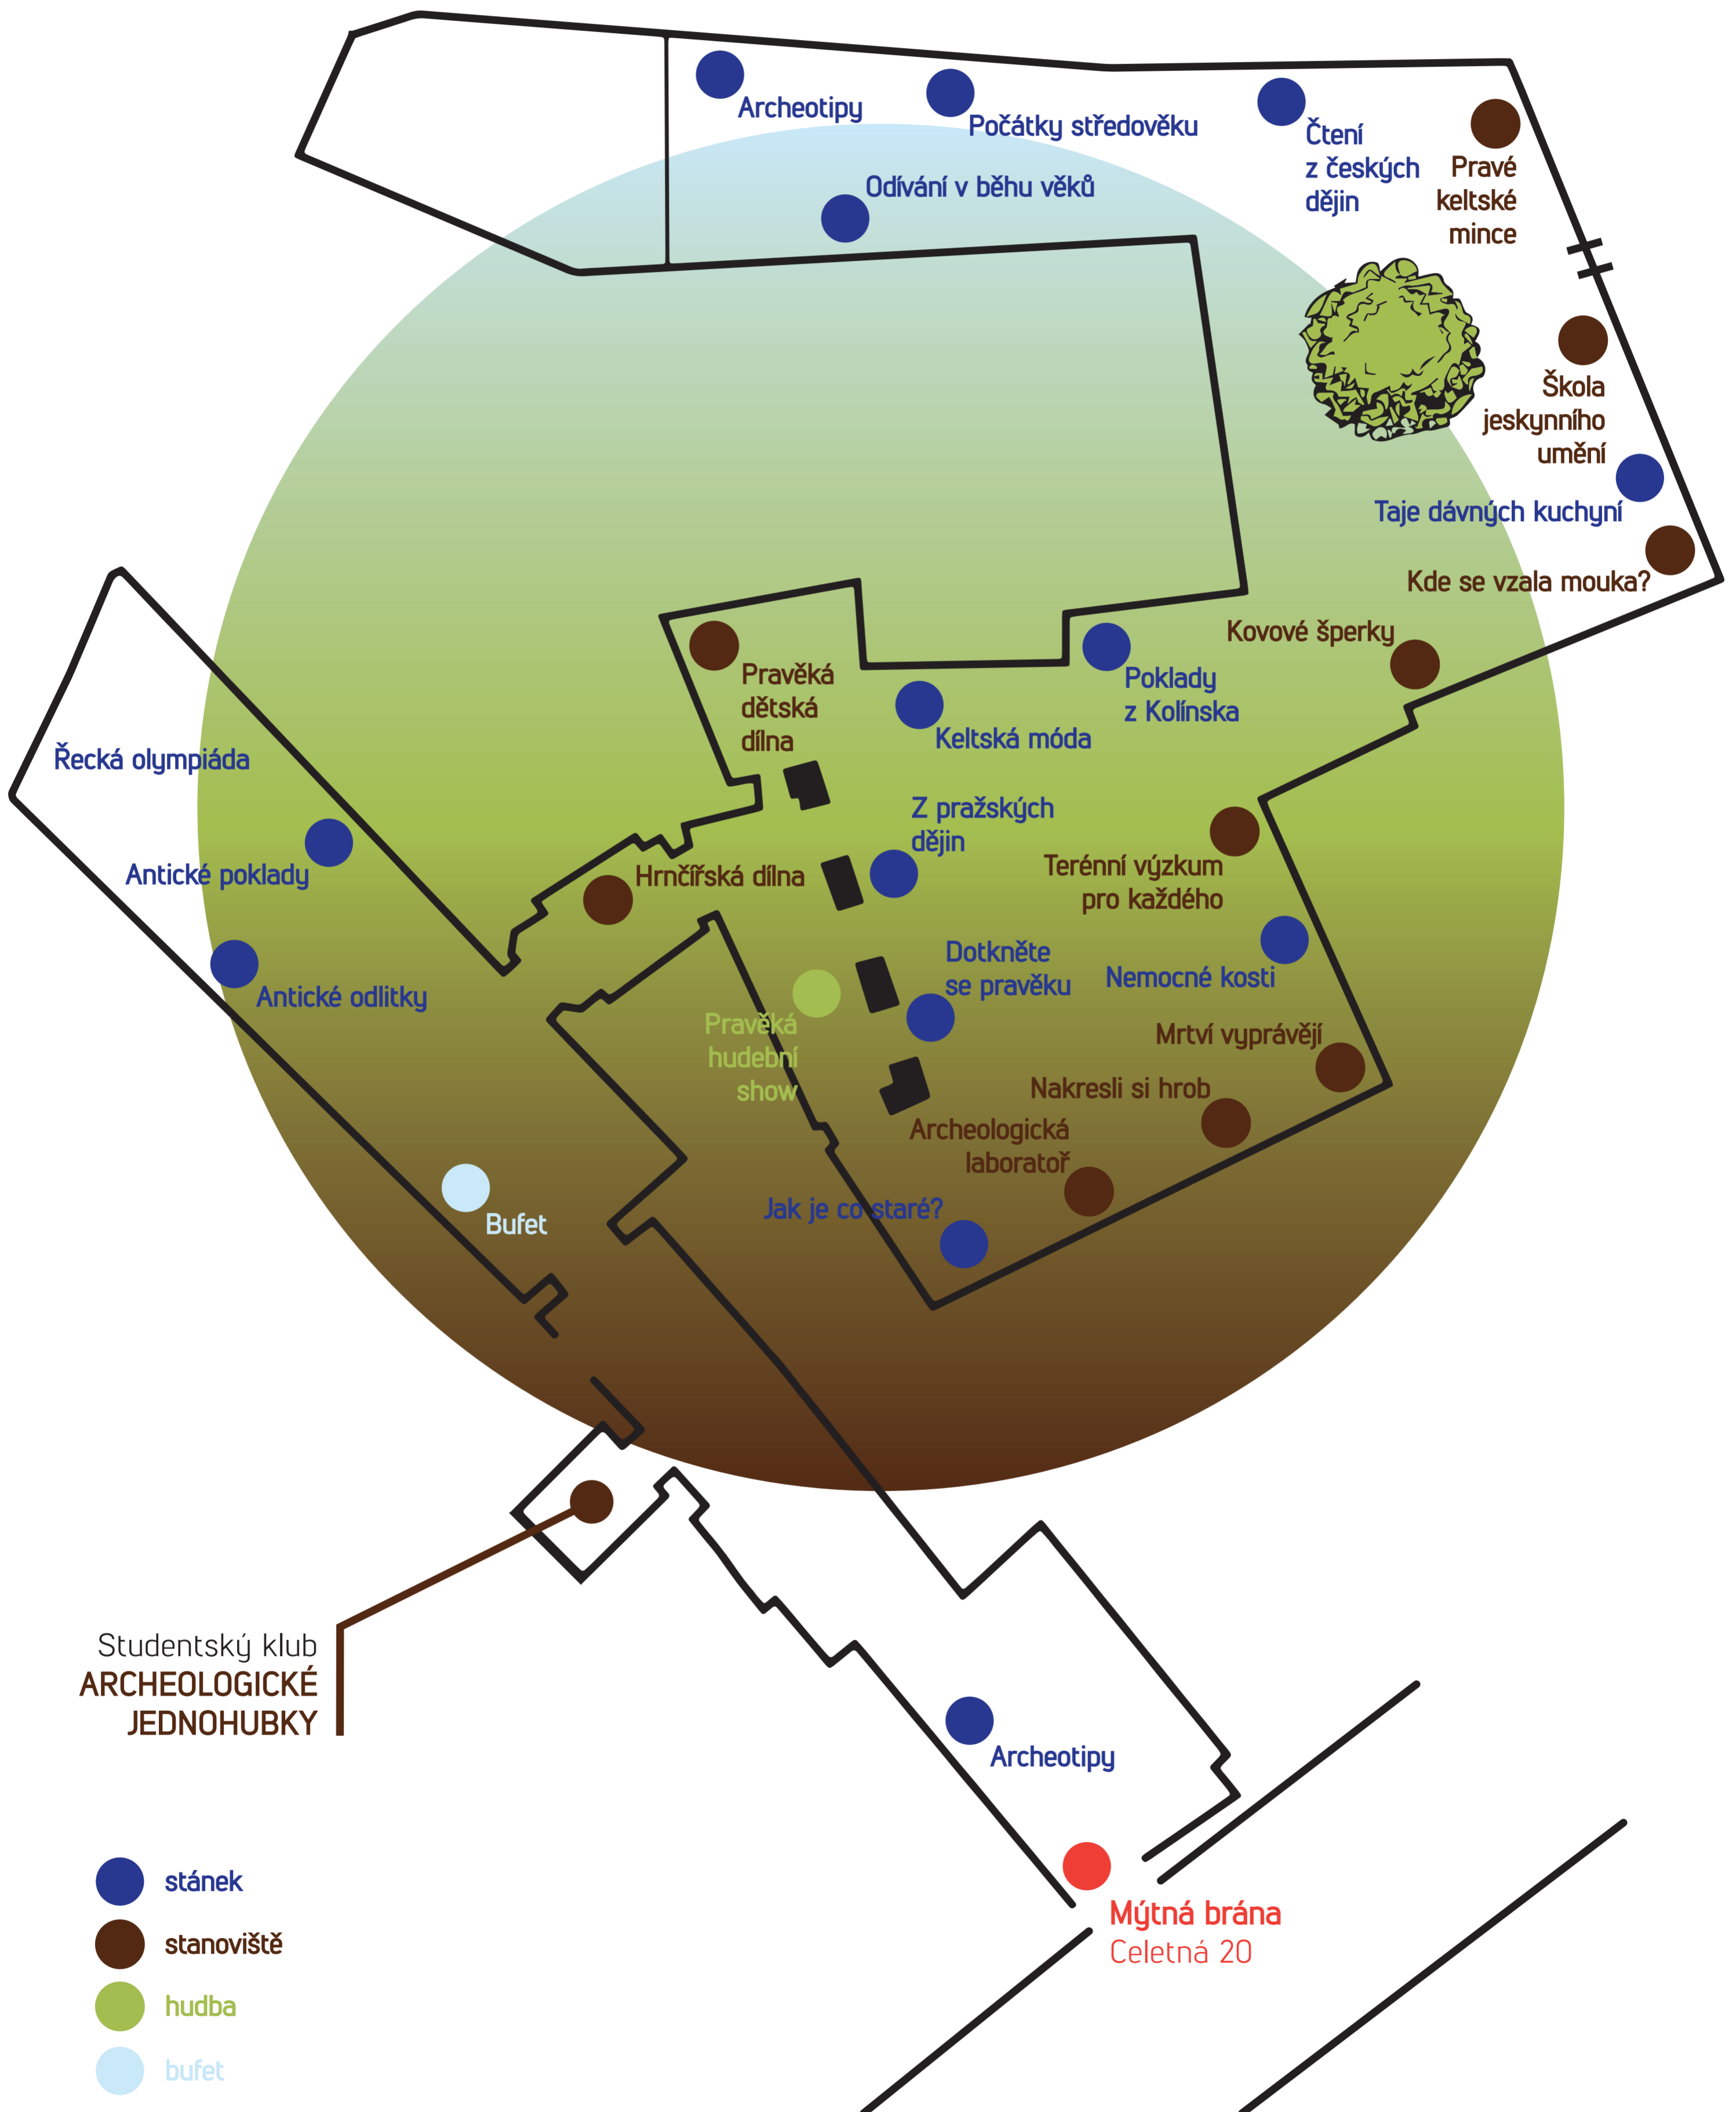 Archeotipy
Počátky středověku
Čtení
z českých
dějin
Pravé
keltské
mince
Odívání v běhu věků
Škola
jeskynního
umění
Taje dávných kuchyní
Kde se vzala mouka?
Kovové šperky
Pravěká
dětská
dílna
Poklady
z Kolínska
Keltská móda
Řecká olympiáda
Antické poklady
Z pražských
dějin
Hrnčířská dílna
Terénní výzkum
pro každého
Antické odlitky
Dotkněte
se pravěku
Nemocné kosti
Pravěká
hudební
show
Mrtví vyprávějí
Nakresli si hrob
Archeologická
laboratoř
Jak je co staré?
Bufet
Studentský klub
ARCHEOLOGICKÉ
JEDNOHUBKY
Archeotipy
Mýtná brána
Celetná 20
stánek
stanoviště
hudba
bufet